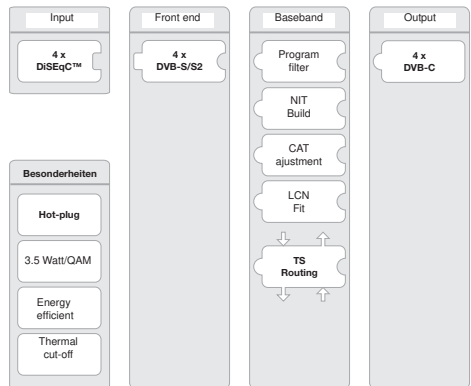 Input
4 x
DiSEqC™
Front end
4 x
DVB-S/S2
Baseband
Program
filter
NIT
Build
CAT
ajustment
LCN
Fit
TS
Routing
Output
4 x
DVB-C
Besonderheiten
Hot-plug
3.5 Watt/QAM
Energy
efficient
Thermal
cut-off